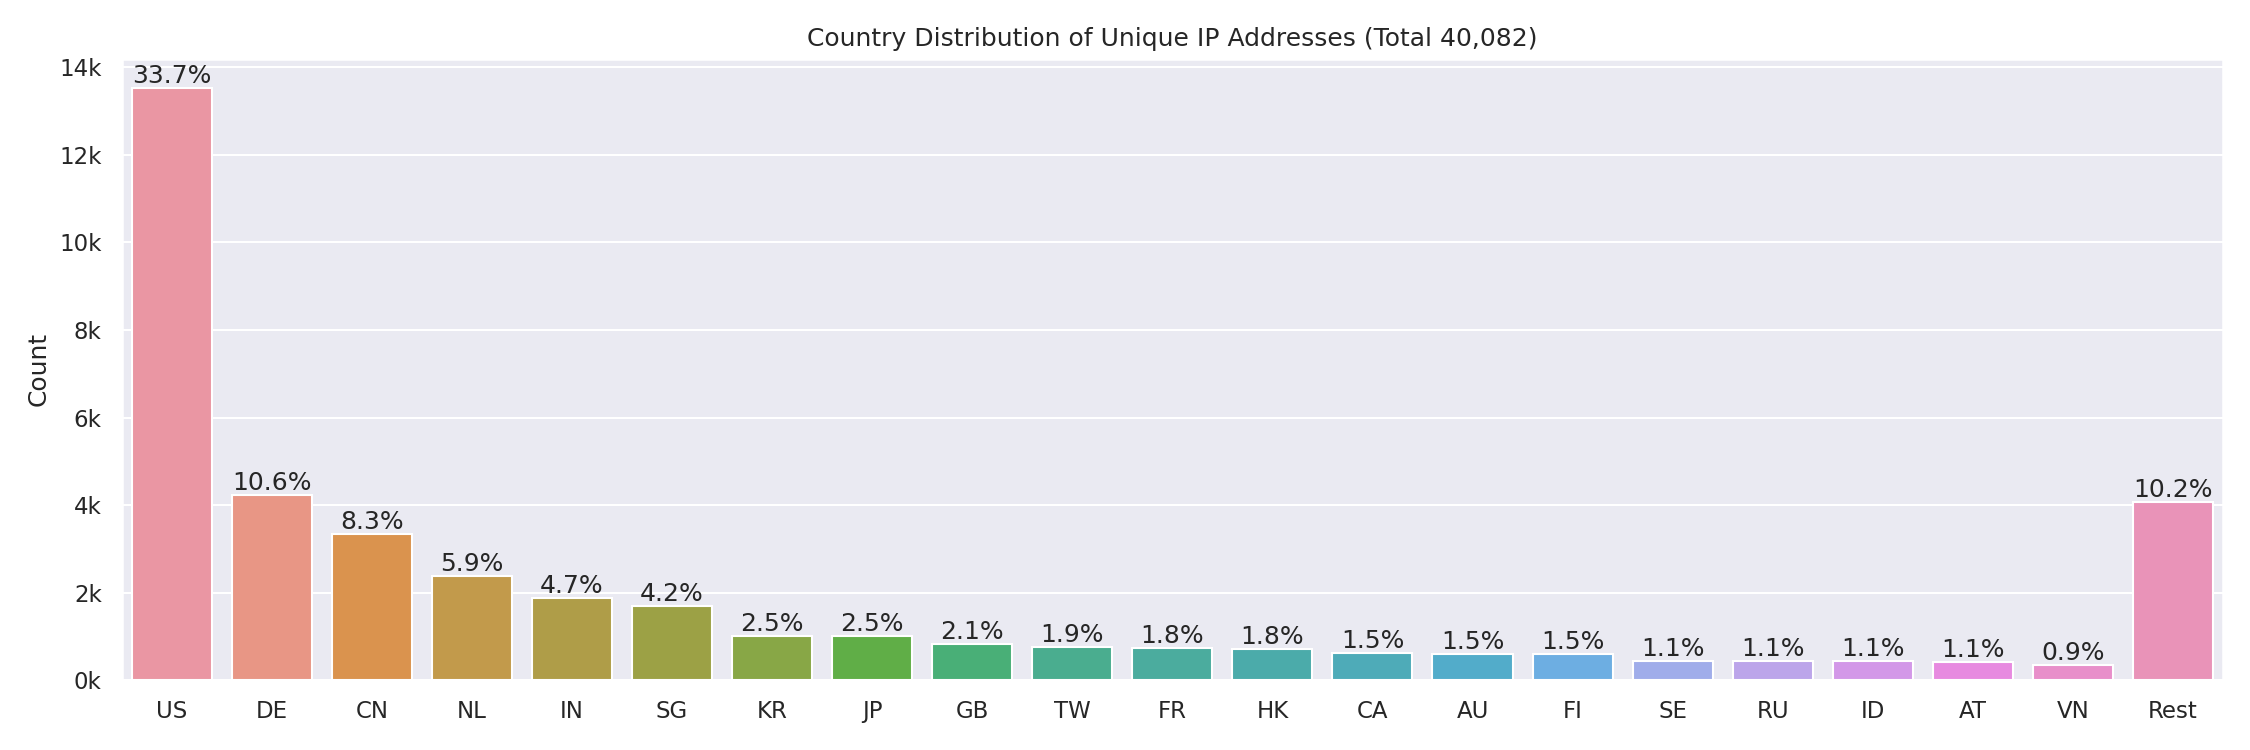 Country Distribution of Unique IP Addresses (Total 40,082)
Count
14k
12k
10k
8k
6k
4k
2k
0k
33.7%
10.6%
8.3%
5.9%
4.7%
4.2%
2.5%
2.5%
2.1%
1.9%
1.8%
1.8%
1.5%
1.5%
1.5%
1.1%
1.1%
1.1%
1.1%
0.9%
10.2%
US DE CN NL IN SG KR JP GB TW FR HK CA AU FI SE RU ID AT VN Rest